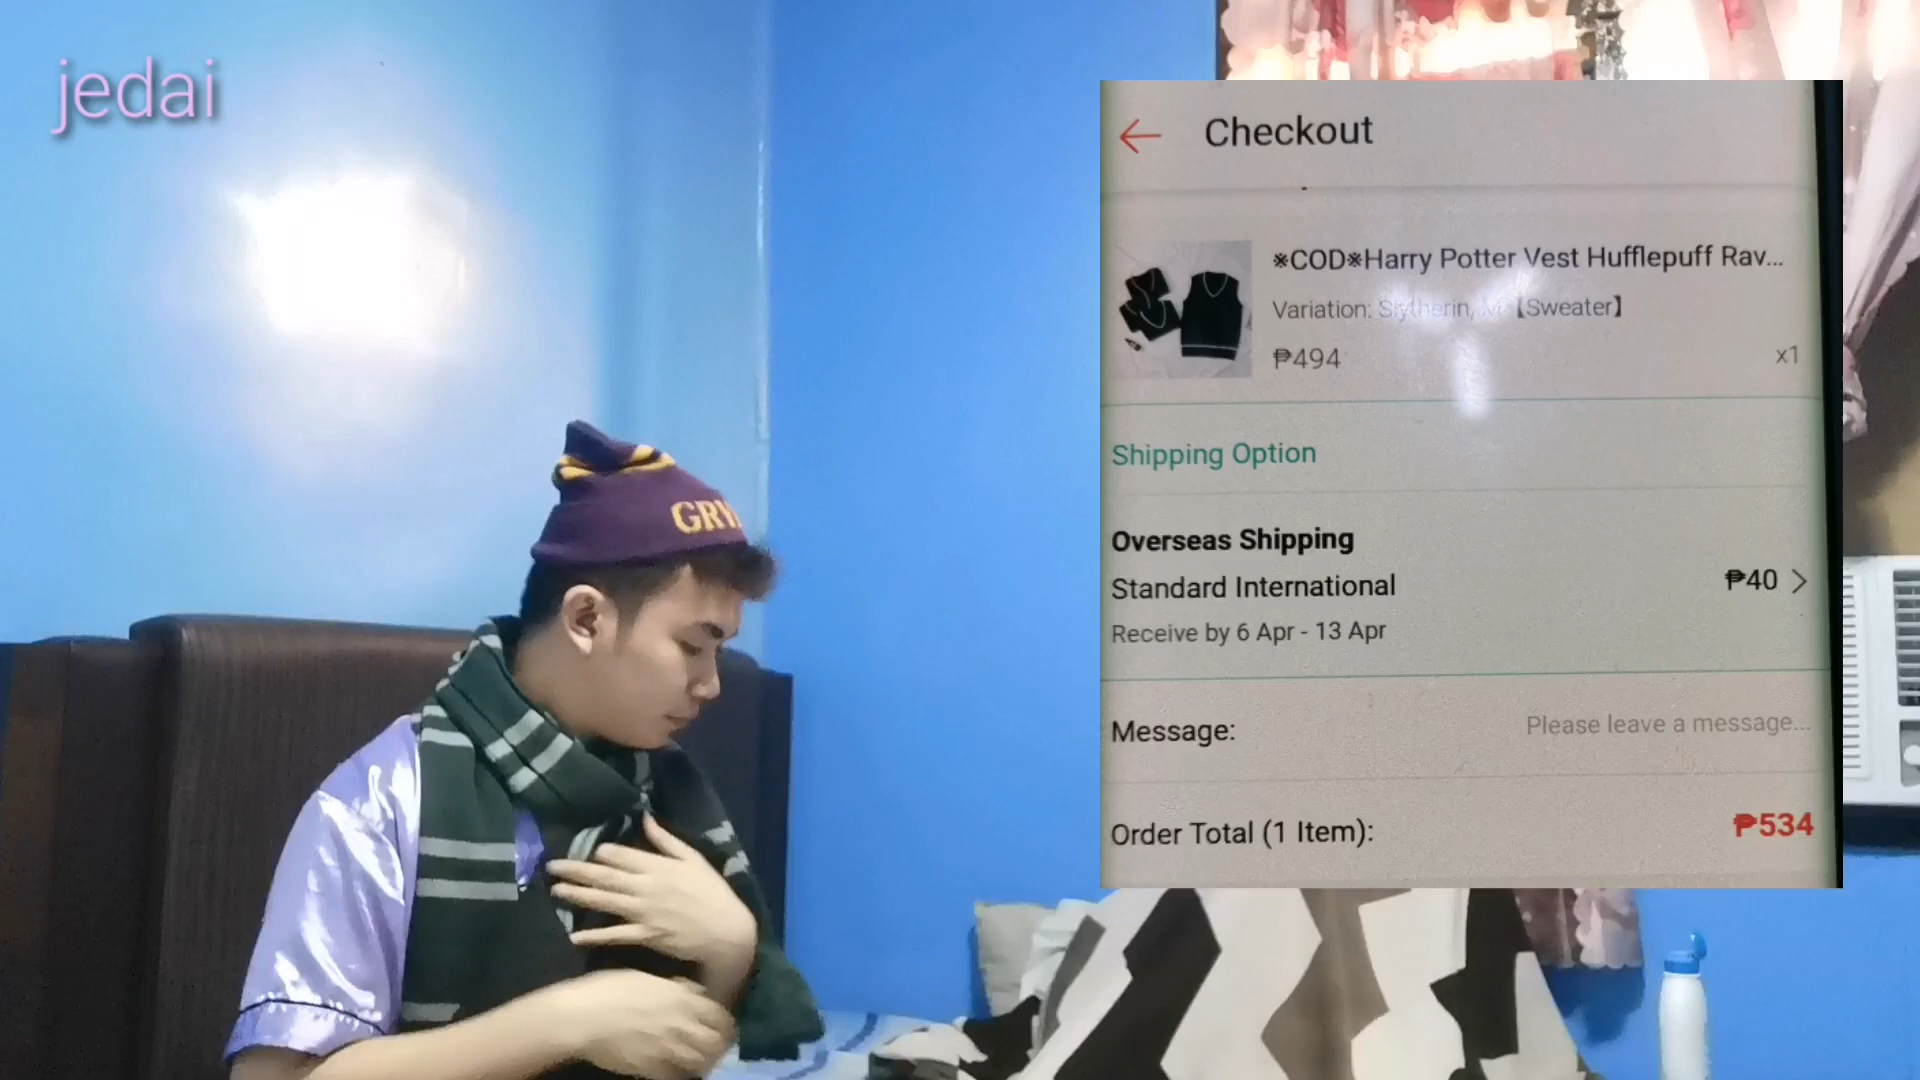 jedai
GRY
Checkout
※COD※Harry Potter Vest Hufflepuff Rav...
Variation: Slytherin, M【Sweater】
₱494
x1
Shipping Option
Overseas Shipping
Standard International
₱40
Receive by 6 Apr - 13 Apr
Message:
Please leave a message...
Order Total (1 Item):
₱534